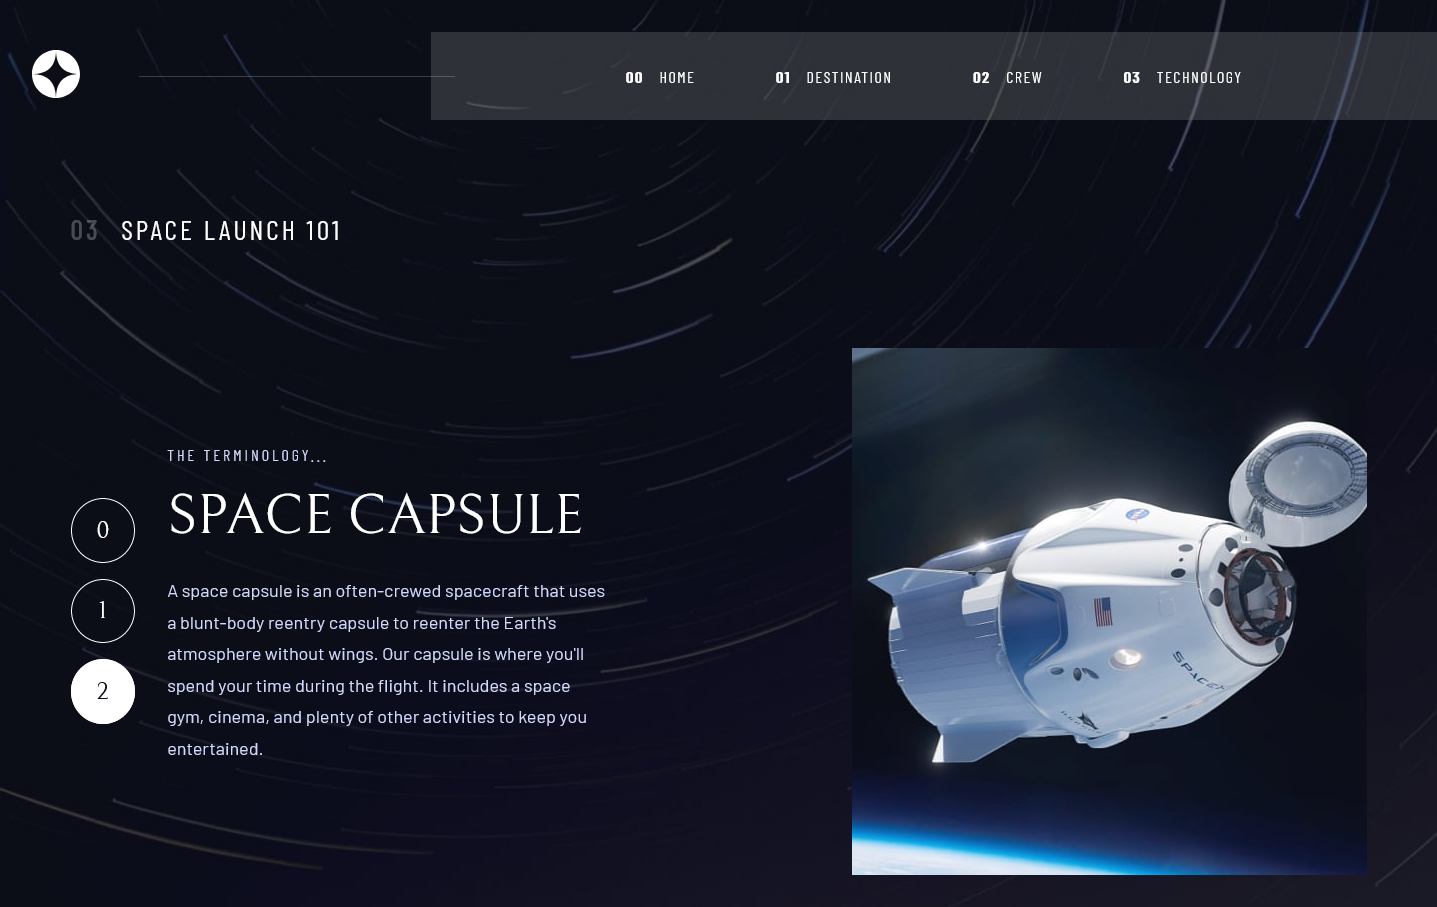 00 HOME 01 DESTINATION 02 CREW 03 TECHNOLOGY
03 SPACE LAUNCH 101
THE TERMINOLOGY...
SPACE CAPSULE
0
1
2
A space capsule is an often-crewed spacecraft that uses
a blunt-body reentry capsule to reenter the Earth's
atmosphere without wings. Our capsule is where you'll
spend your time during the flight. It includes a space
gym, cinema, and plenty of other activities to keep you
entertained.
SPACEX